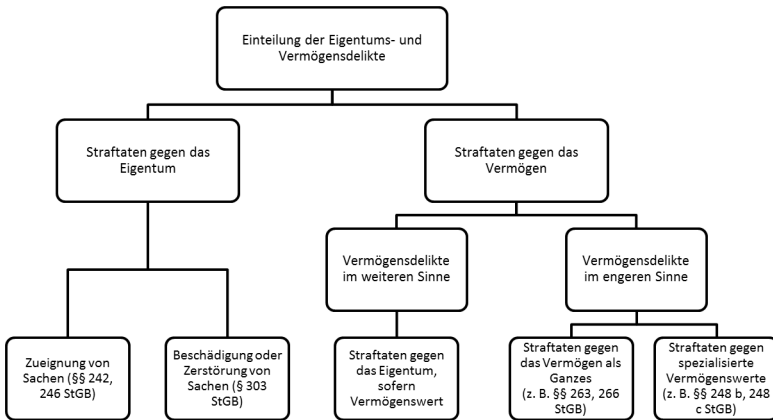 Einteilung der Eigentums- und
Vermögensdelikte
Straftaten gegen das
Eigentum
Straftaten gegen das
Vermögen
Vermögensdelikte
im weiteren Sinne
Vermögensdelikte
im engeren Sinne
Zueignung von
Sachen (§§ 242,
246 StGB)
Beschädigung oder
Zerstörung von
Sachen (§ 303
StGB)
Straftaten gegen
das Eigentum,
sofern
Vermögenswert
Straftaten gegen
das Vermögen als
Ganzes
(z. B. §§ 263, 266
StGB)
Straftaten gegen
spezialisierte
Vermögenswerte
(z. B. §§ 248 b, 248
c StGB)